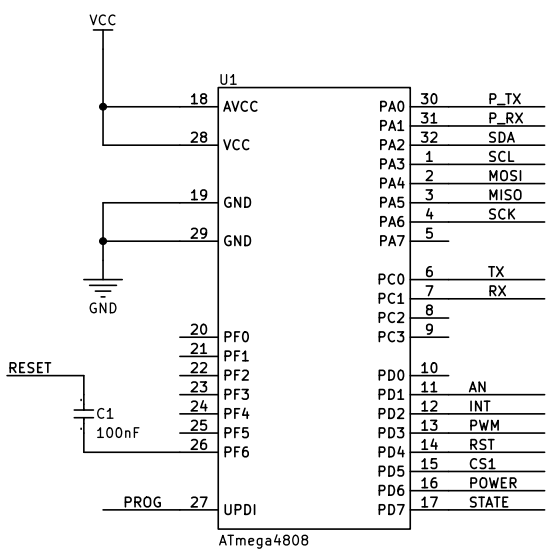 VCC
U1
18 AVCC PA0 30 P_TX
PA1 31 P_RX
28 VCC PA2 32 SDA
PA3 1 SCL
PA4 2 MOSI
19 GND PA5 3 MISO
PA6 4 SCK
29 GND PA7 5
PC0 6 TX
GND PC1 7 RX
PC2 8
20 PF0 PC3 9
21 PF1
RESET 22 PF2 PD0 10
23 PF3 PD1 11 AN
C1 24 PF4 PD2 12 INT
100nF 25 PF5 PD3 13 PWM
26 PF6 PD4 14 RST
PD5 15 CS1
PD6 16 POWER
PROG 27 UPDI PD7 17 STATE
ATmega4808